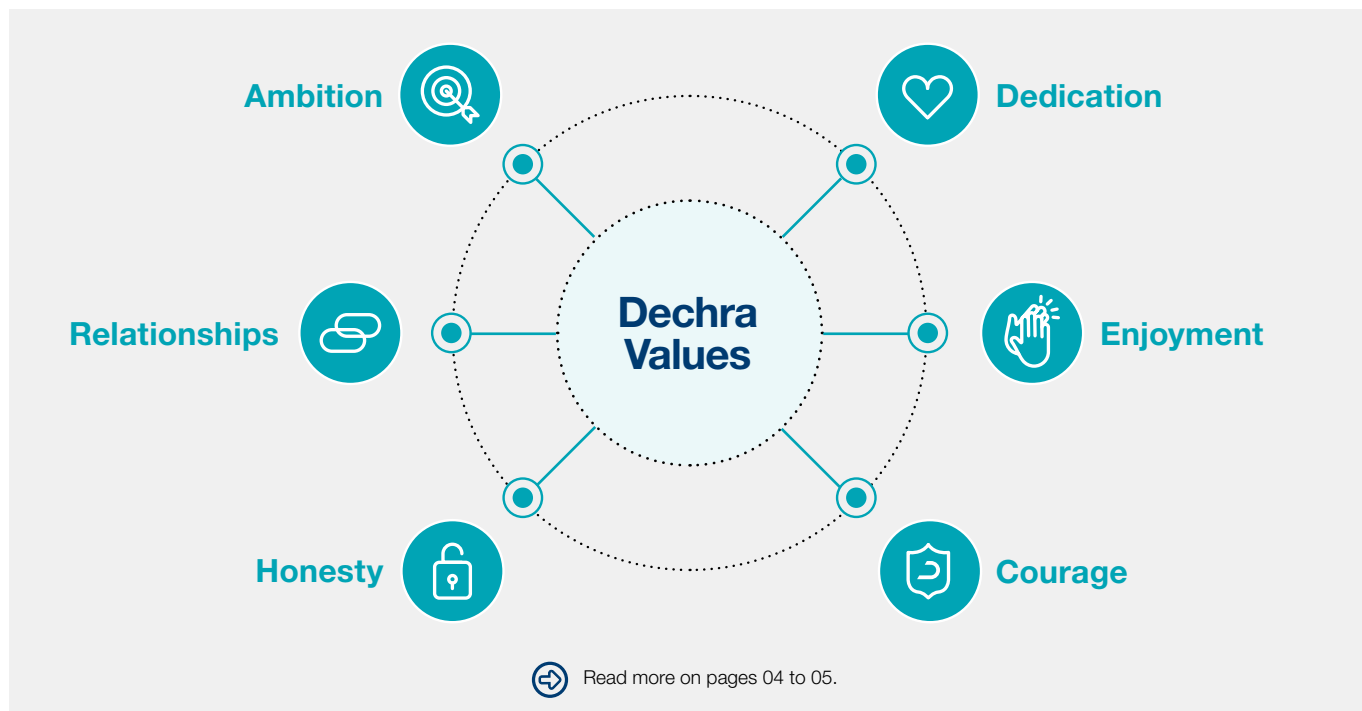 Ambition
Dedication
Relationships
Dechra
Values
Enjoyment
Honesty
Courage
Read more on pages 04 to 05.